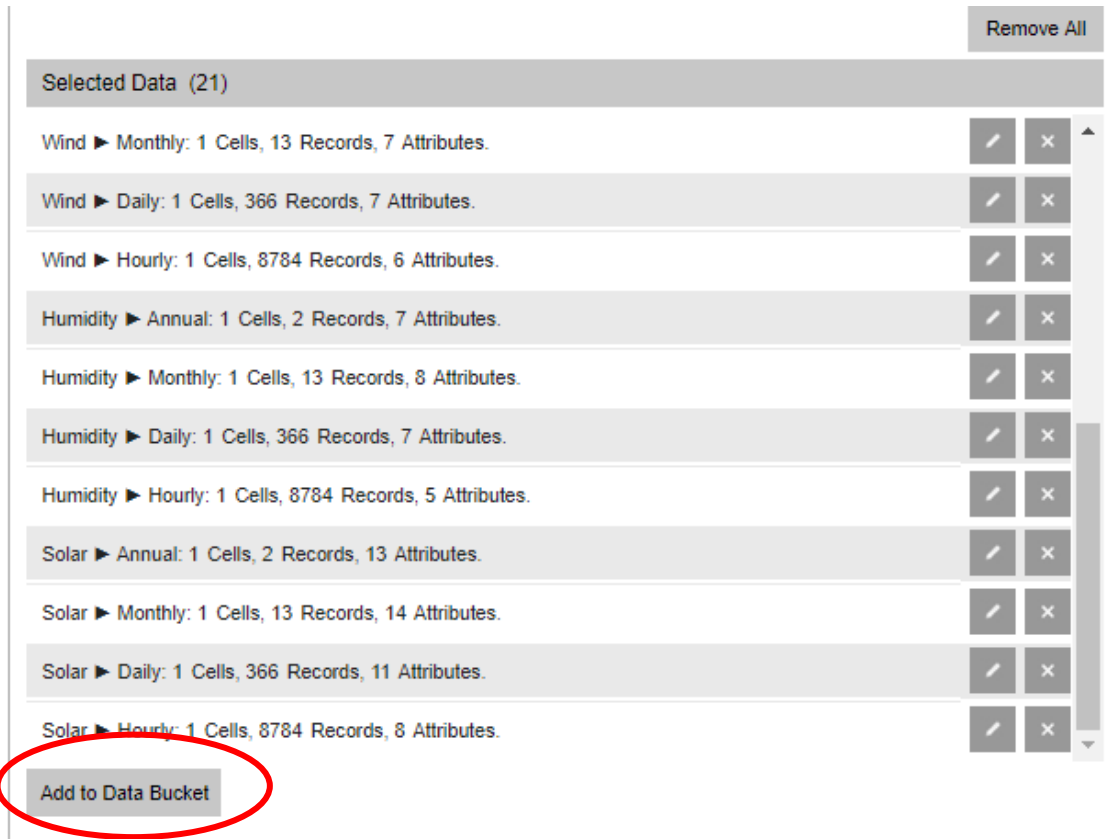 Remove All
Selected Data (21)
Wind ► Monthly: 1 Cells, 13 Records, 7 Attributes.
Wind ► Daily: 1 Cells, 366 Records, 7 Attributes.
Wind ► Hourly: 1 Cells, 8784 Records, 6 Attributes.
Humidity ► Annual: 1 Cells, 2 Records, 7 Attributes.
Humidity ► Monthly: 1 Cells, 13 Records, 8 Attributes.
Humidity ► Daily: 1 Cells, 366 Records, 7 Attributes.
Humidity ► Hourly: 1 Cells, 8784 Records, 5 Attributes.
Solar ► Annual: 1 Cells, 2 Records, 13 Attributes.
Solar ► Monthly: 1 Cells, 13 Records, 14 Attributes.
Solar ► Daily: 1 Cells, 366 Records, 11 Attributes.
Solar ► Hourly: 1 Cells, 8784 Records, 8 Attributes.
Add to Data Bucket